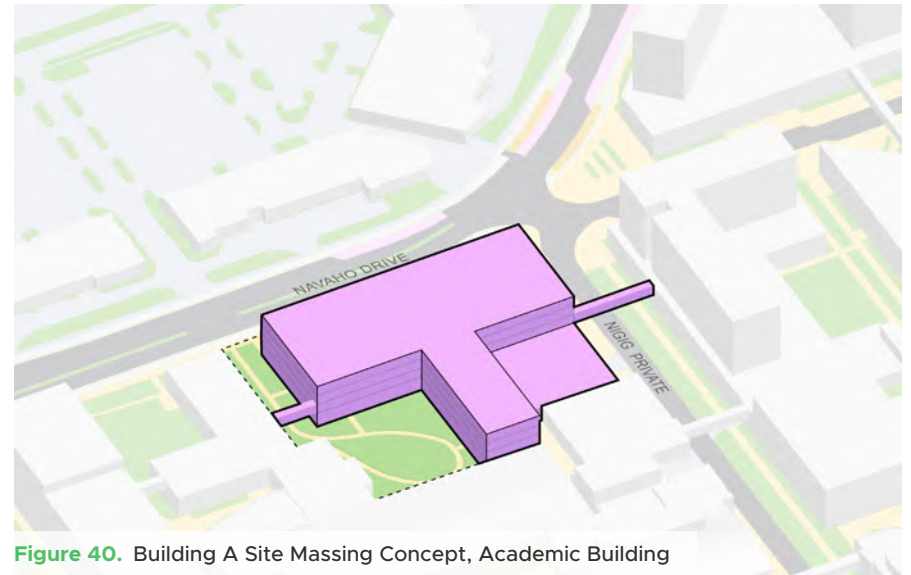 NAVAHO DRIVE
NIGIG PRIVATE
Figure 40. Building A Site Massing Concept, Academic Building